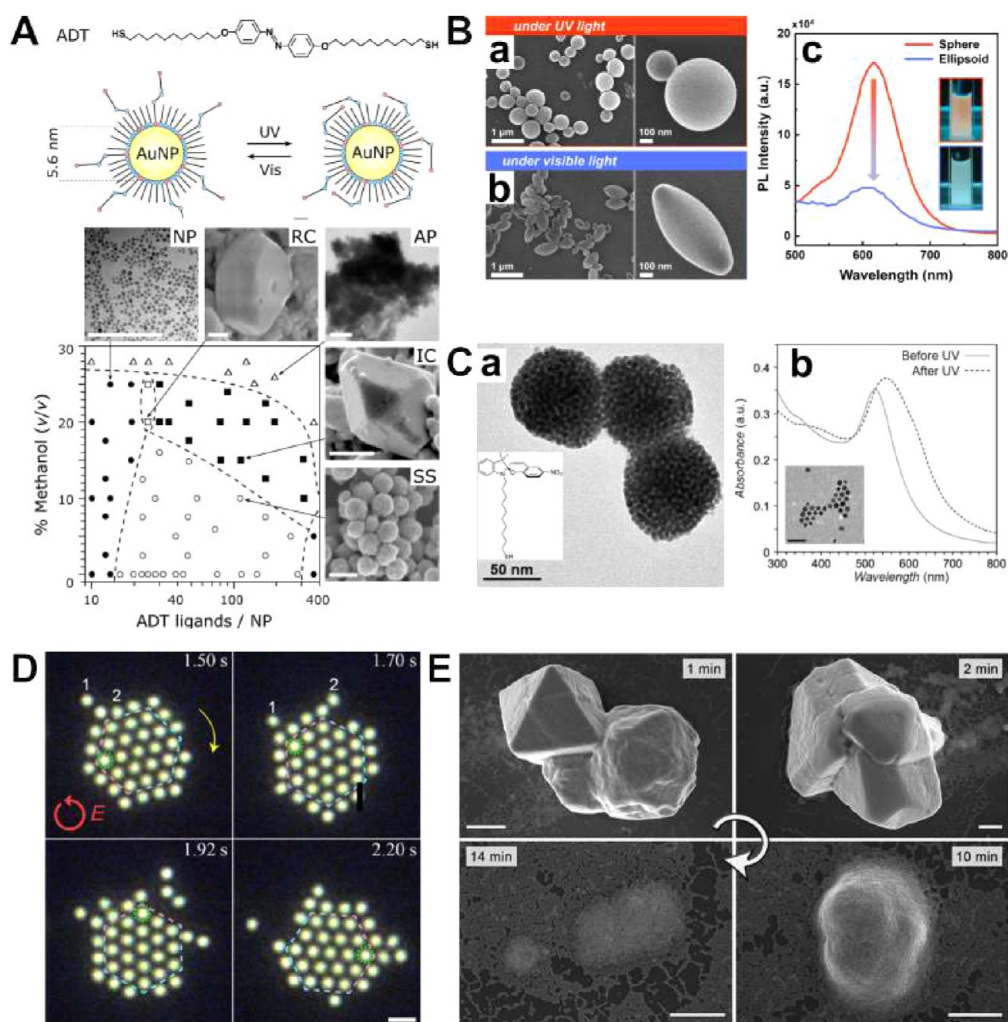 A
ADT
HS
O
N
N
O
SH
5.6 nm
AuNP
UV
Vis
AuNP
NP
RC
AP
IC
SS
% Methanol (v/v)
30
20
10
0
10
40
100
400
ADT ligands / NP
B
under UV light
a
1 µm
100 nm
under visible light
b
1 µm
100 nm
c
x10⁴
Sphere
Ellipsoid
PL Intensity (a.u.)
20
15
10
5
0
500
600
700
800
Wavelength (nm)
C
a
NO₂
SH
50 nm
b
Before UV
After UV
Absorbance (a.u.)
0.4
0.3
0.2
0.1
0
300
400
500
600
700
800
Wavelength (nm)
D
1.50 s
1
2
E
1.70 s
1
2
1.92 s
2.20 s
E
1 min
2 min
14 min
10 min